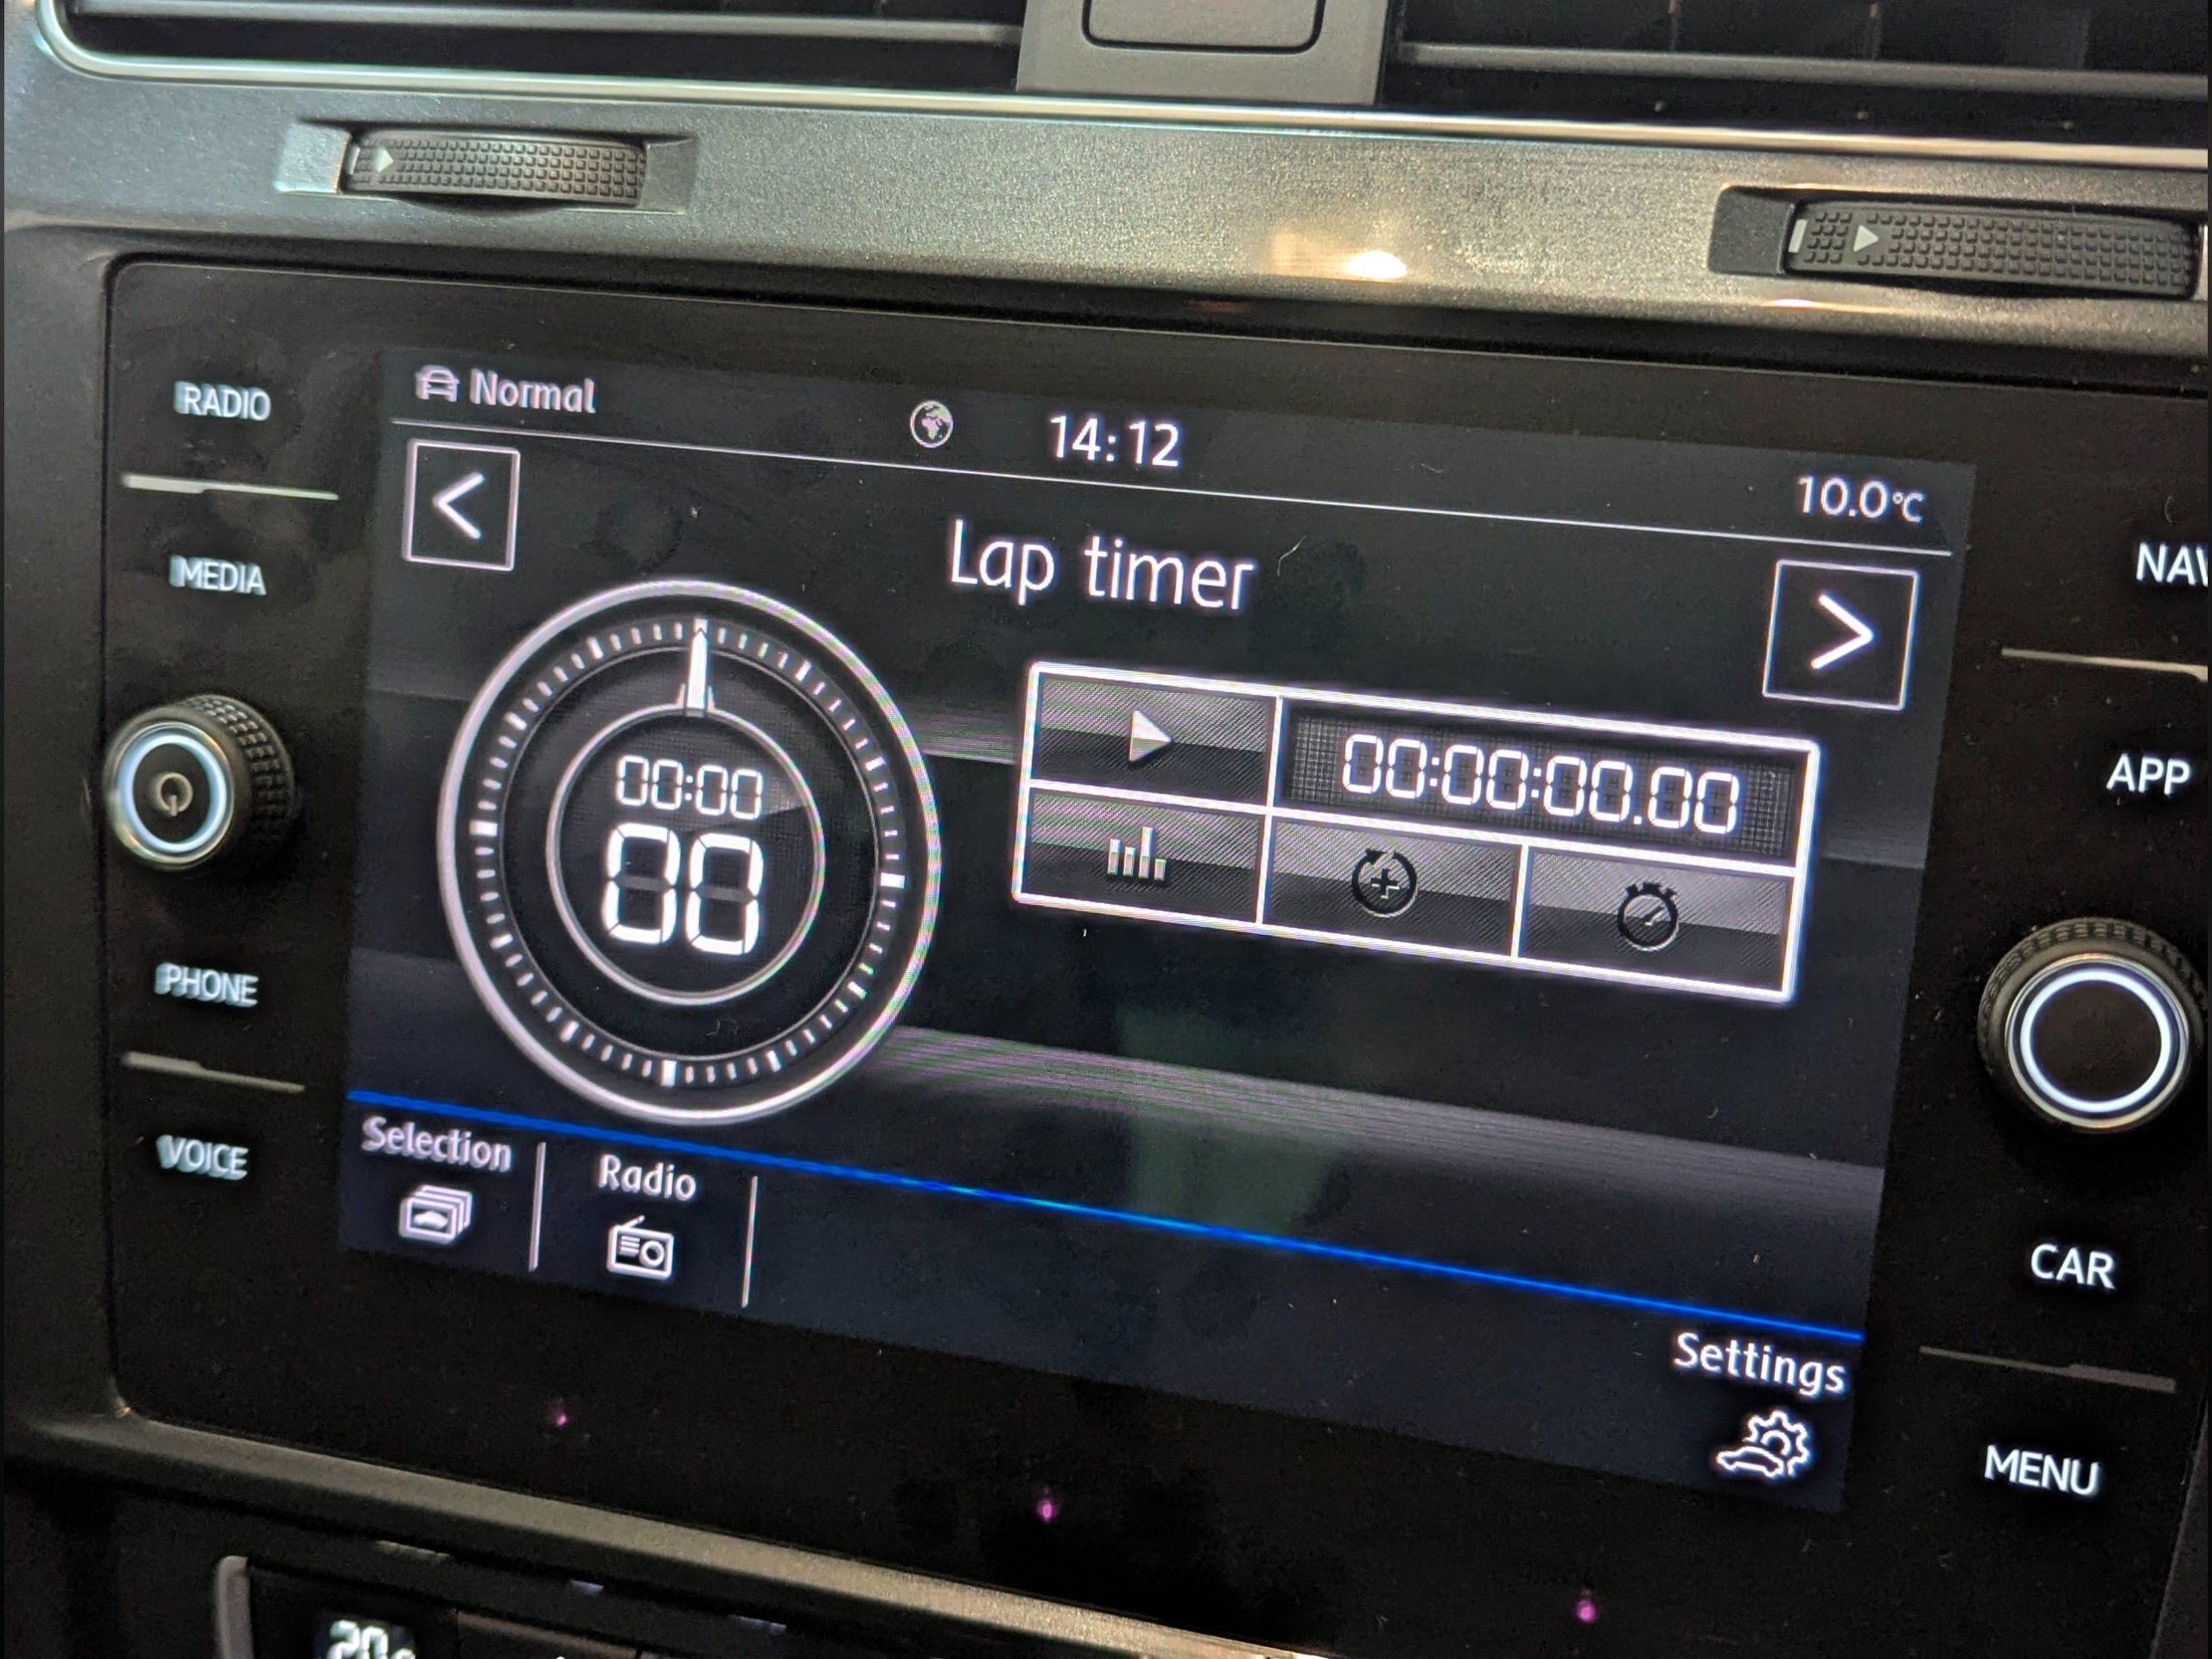 RADIO
MEDIA
PHONE
VOICE
Normal
14:12
10.0°C
Lap timer
00:00
00
00:00:00.00
Selection
Radio
Settings
APP
CAR
MENU